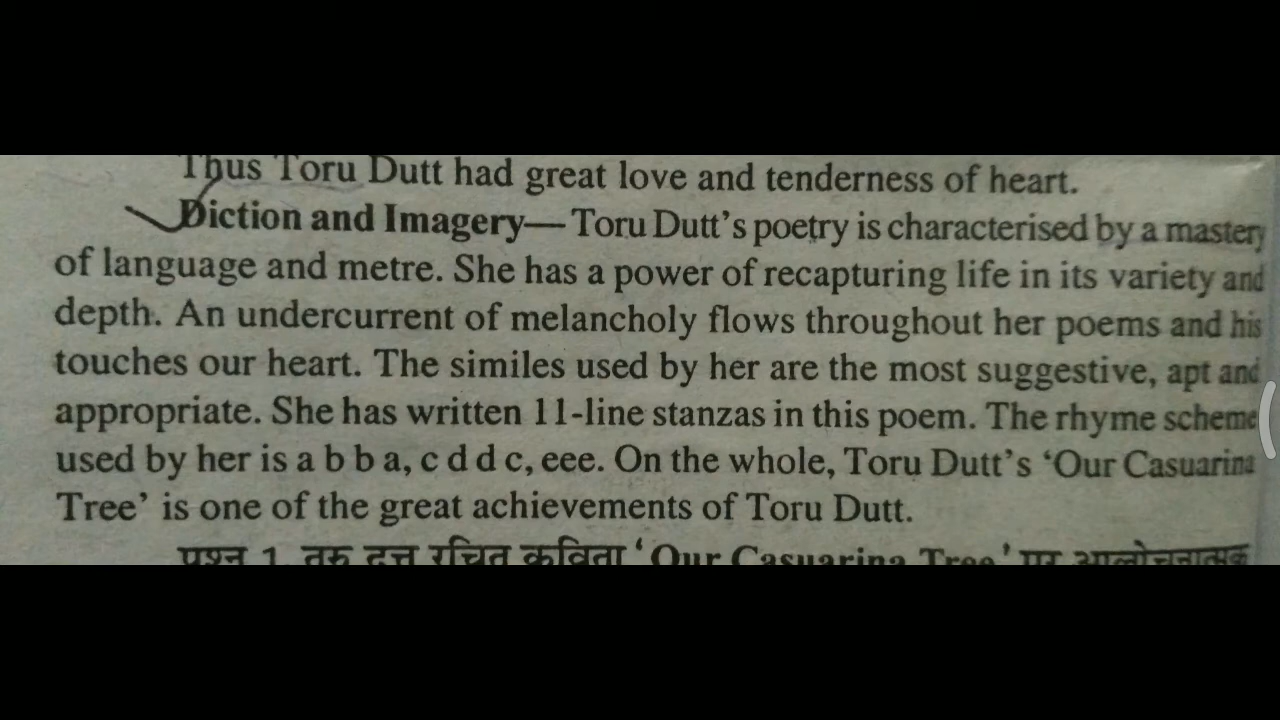 Thus Toru Dutt had great love and tenderness of heart.
Diction and Imagery— Toru Dutt's poetry is characterised by a mastery
of language and metre. She has a power of recapturing life in its variety and
depth. An undercurrent of melancholy flows throughout her poems and his
touches our heart. The similes used by her are the most suggestive, apt and
appropriate. She has written 11-line stanzas in this poem. The rhyme scheme
used by her is a b b a, c d d c, eee. On the whole, Toru Dutt's ‘Our Casuarina
Tree’ is one of the great achievements of Toru Dutt.
प्रश्न 1. तरु दत्त रचित कविता ‘Our Casuarina Tree’ पर आलोचनात्मक